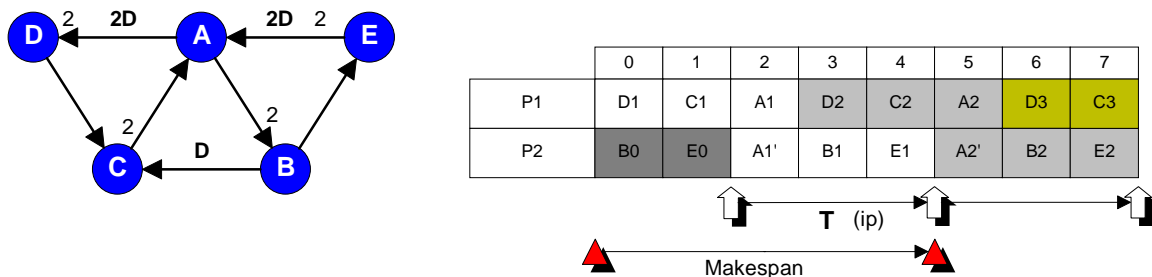 2 2D 2D 2
D A E
2 2
C D B
0 1 2 3 4 5 6 7
P1 D1 C1 A1 D2 C2 A2 D3 C3
P2 B0 E0 A1' B1 E1 A2' B2 E2
T (ip)
Makespan